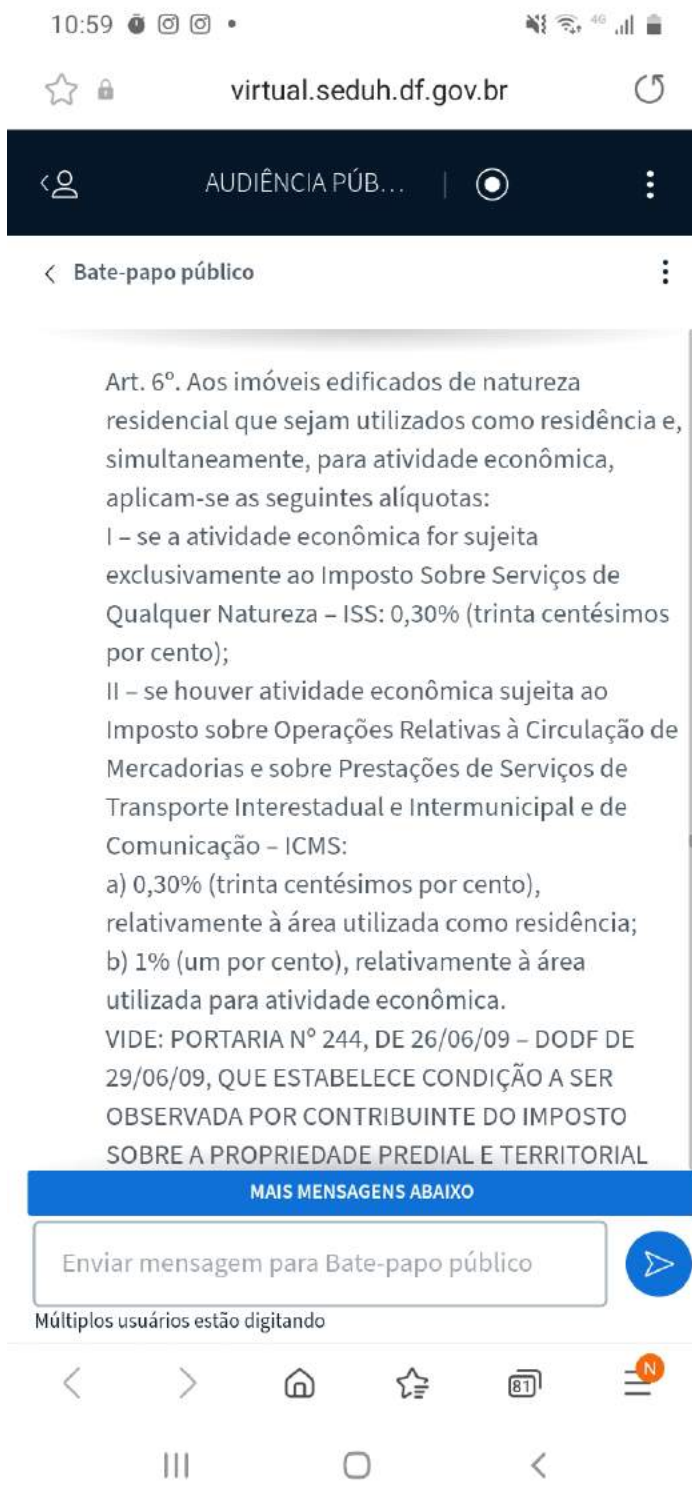 10:59
4G
virtual.seduh.df.gov.br
AUDIÊNCIA PÚB...
Bate-papo público
Art. 6º. Aos imóveis edificados de natureza
residencial que sejam utilizados como residência e,
simultaneamente, para atividade econômica,
aplicam-se as seguintes alíquotas:
I – se a atividade econômica for sujeita
exclusivamente ao Imposto Sobre Serviços de
Qualquer Natureza – ISS: 0,30% (trinta centésimos
por cento);
II – se houver atividade econômica sujeita ao
Imposto sobre Operações Relativas à Circulação de
Mercadorias e sobre Prestações de Serviços de
Transporte Interestadual e Intermunicipal e de
Comunicação – ICMS:
a) 0,30% (trinta centésimos por cento),
relativamente à área utilizada como residência;
b) 1% (um por cento), relativamente à área
utilizada para atividade econômica.
VIDE: PORTARIA Nº 244, DE 26/06/09 – DODF DE
29/06/09, QUE ESTABELECE CONDIÇÃO A SER
OBSERVADA POR CONTRIBUINTE DO IMPOSTO
SOBRE A PROPRIEDADE PREDIAL E TERRITORIAL
MAIS MENSAGENS ABAIXO
Enviar mensagem para Bate-papo público
Múltiplos usuários estão digitando
81
N